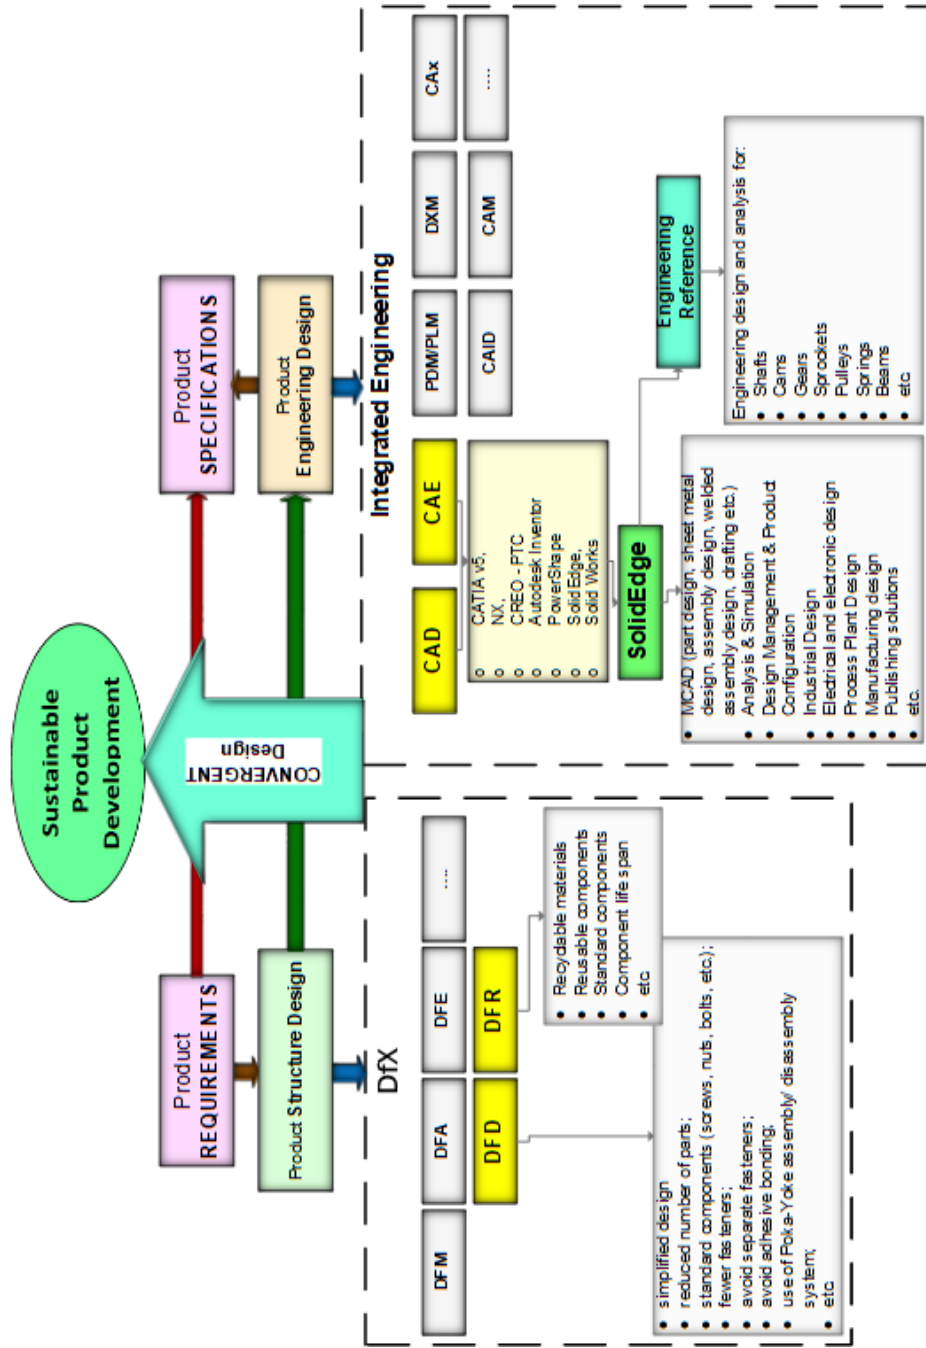 Sustainable
Product
Development
Product
REQUIREMENTS
Product
SPECIFICATIONS
CONVERGENT
Design
Product Structure Design
Product
Engineering Design
DfX
DFM
DFA
DFE
....
DFD
DFR
Recyclable materials
Reusable components
Standard components
Component life span
etc
simplified design
reduced number of parts;
standard components (screws, nuts, bolts, etc.);
fewer fasteners;
avoid separate fasteners;
avoid adhesive bonding;
use of Poka-Yoke assembly/ disassembly
system;
etc
Integrated Engineering
CAD
CAE
PDM/PLM
DXM
CAx
CAID
CAM
....
CATIA v5,
NX,
CREO - PTC
Autodesk Inventor
PowerShape
SolidEdge,
Solid Works
SolidEdge
Engineering
Reference
MCAD (part design, sheet metal
design, assembly design, welded
assembly design, drafting etc.)
Analysis & Simulation
Design Management & Product
Configuration
Industrial Design
Electrical and electronic design
Process Plant Design
Manufacturing design
Publishing solutions
etc.
Engineering design and analysis for:
Shafts
Cams
Gears
Sprockets
Pulleys
Springs
Beams
etc